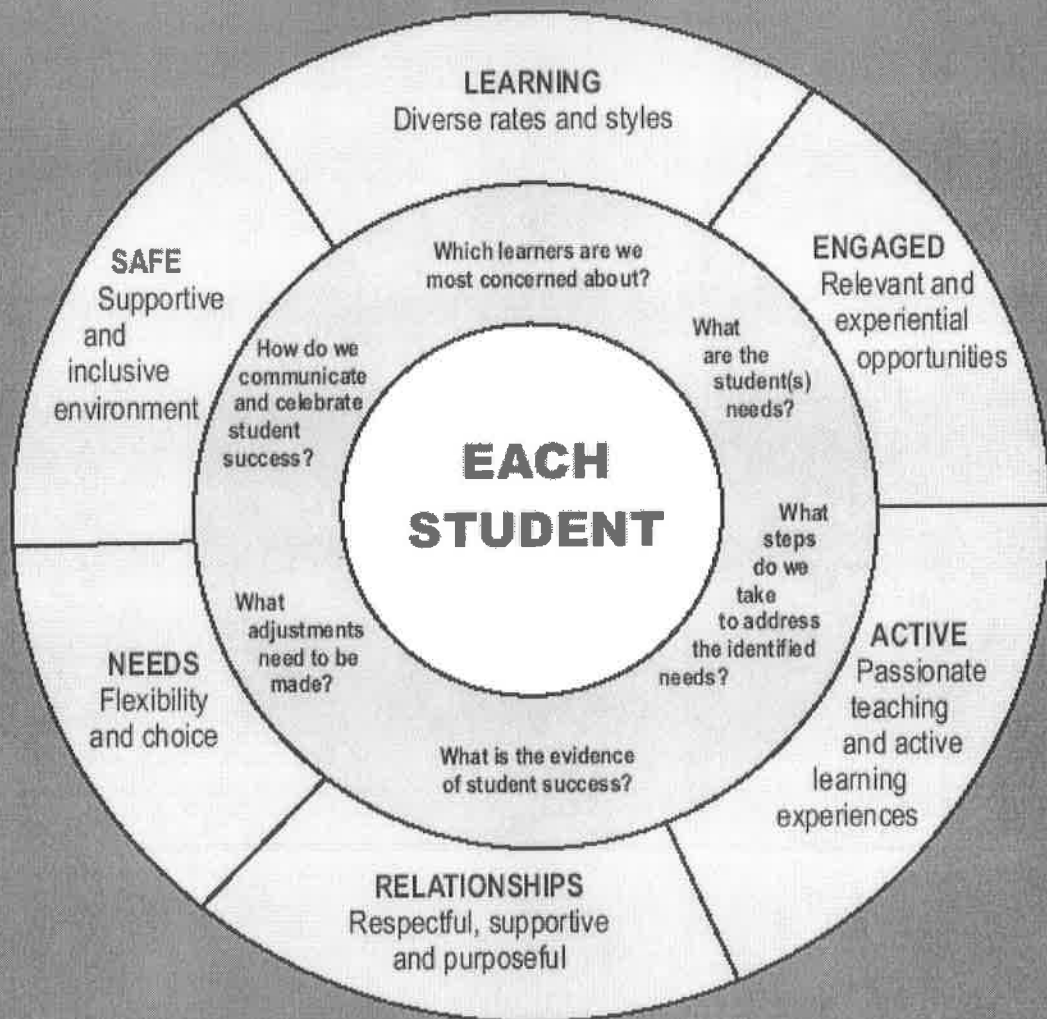 LEARNING
Diverse rates and styles
ENGAGED
Relevant and
experiential
opportunities
ACTIVE
Passionate
teaching
and active
learning
experiences
RELATIONSHIPS
Respectful, supportive
and purposeful
NEEDS
Flexibility
and choice
SAFE
Supportive
and
inclusive
environment
Which learners are we
most concerned about?
What
are the
student(s)
needs?
What
steps
do we
take
to address
the identified
needs?
What is the evidence
of student success?
What
adjustments
need to be
made?
How do we
communicate
and celebrate
student
success?
EACH
STUDENT